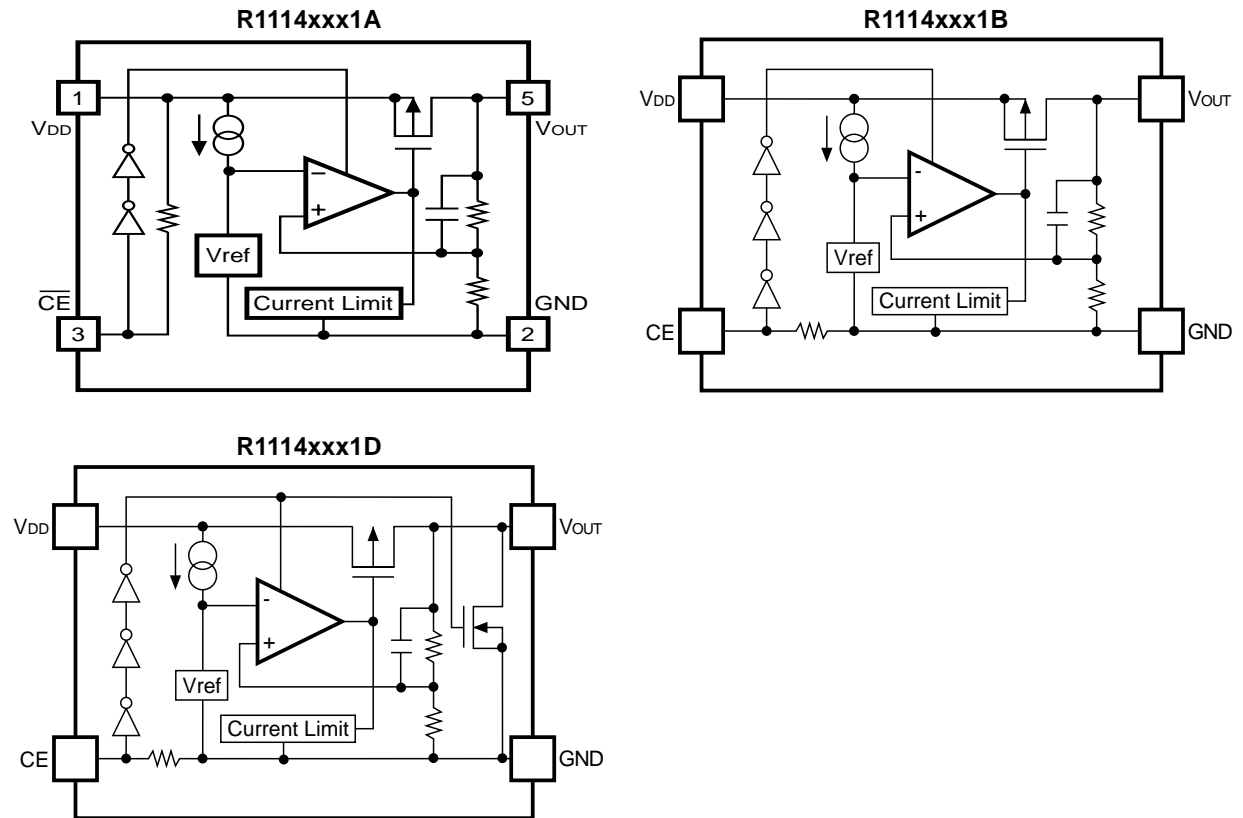 R1114xxx1A
1
VDD
5
VOUT
−
+
Vref
Current Limit
CE
3
GND
2
R1114xxx1B
VDD
VOUT
-
+
Vref
Current Limit
CE
GND
R1114xxx1D
VDD
VOUT
-
+
Vref
Current Limit
CE
GND